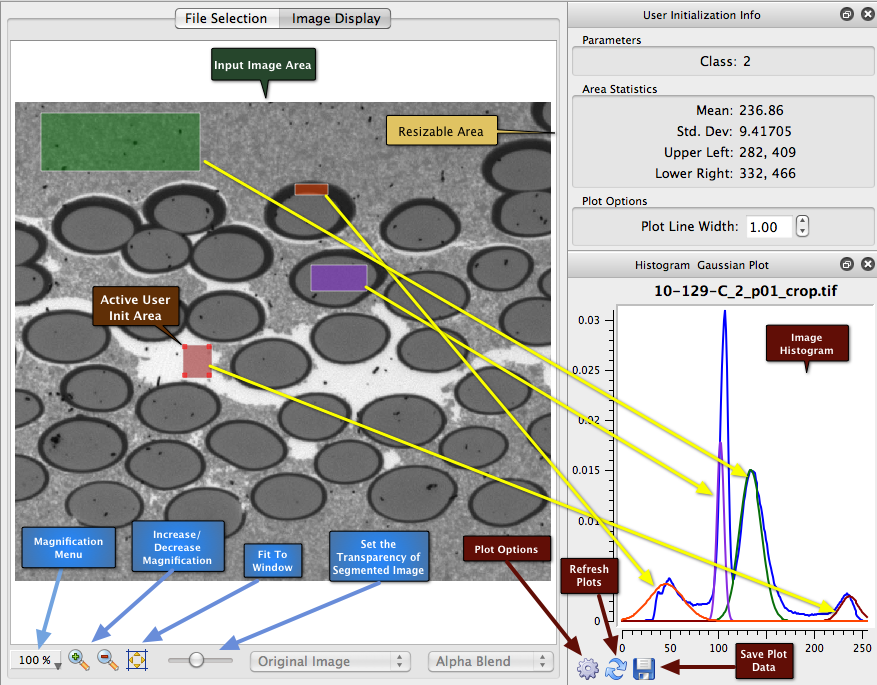 File Selection
Image Display
Input Image Area
Resizable Area
Active User
Init Area
Magnification
Menu
Increase/
Decrease
Magnification
Fit To
Window
Set the
Transparency of
Segmented Image
Plot Options
100 %
Original Image
Alpha Blend
User Initialization Info
Parameters
Class: 2
Area Statistics
Mean: 236.86
Std. Dev: 9.41705
Upper Left: 282, 409
Lower Right: 332, 466
Plot Options
Plot Line Width: 1.00
Histogram Gaussian Plot
10-129-C_2_p01_crop.tif
Image
Histogram
0.03
0.025
0.02
0.015
0.01
0
0 50 100 150 200 250
Refresh
Plots
Save Plot
Data